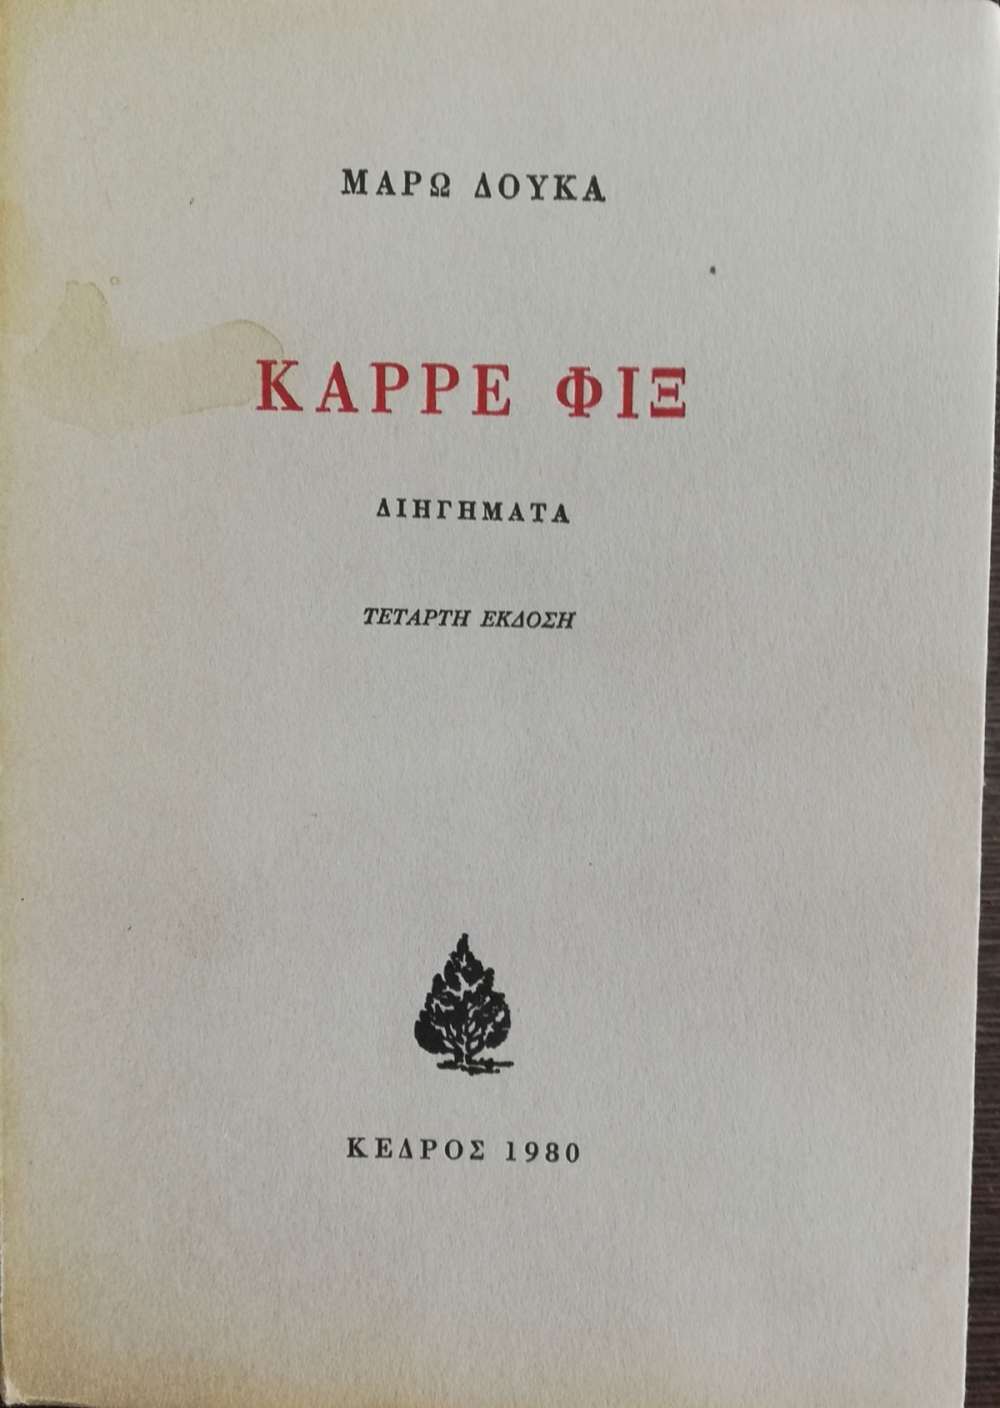 ΜΑΡΩ ΔΟΥΚΑ
ΚΑΡΡΕ ΦΙΞ
ΔΙΗΓΗΜΑΤΑ
ΤΕΤΑΡΤΗ ΕΚΔΟΣΗ
ΚΕΔΡΟΣ 1980